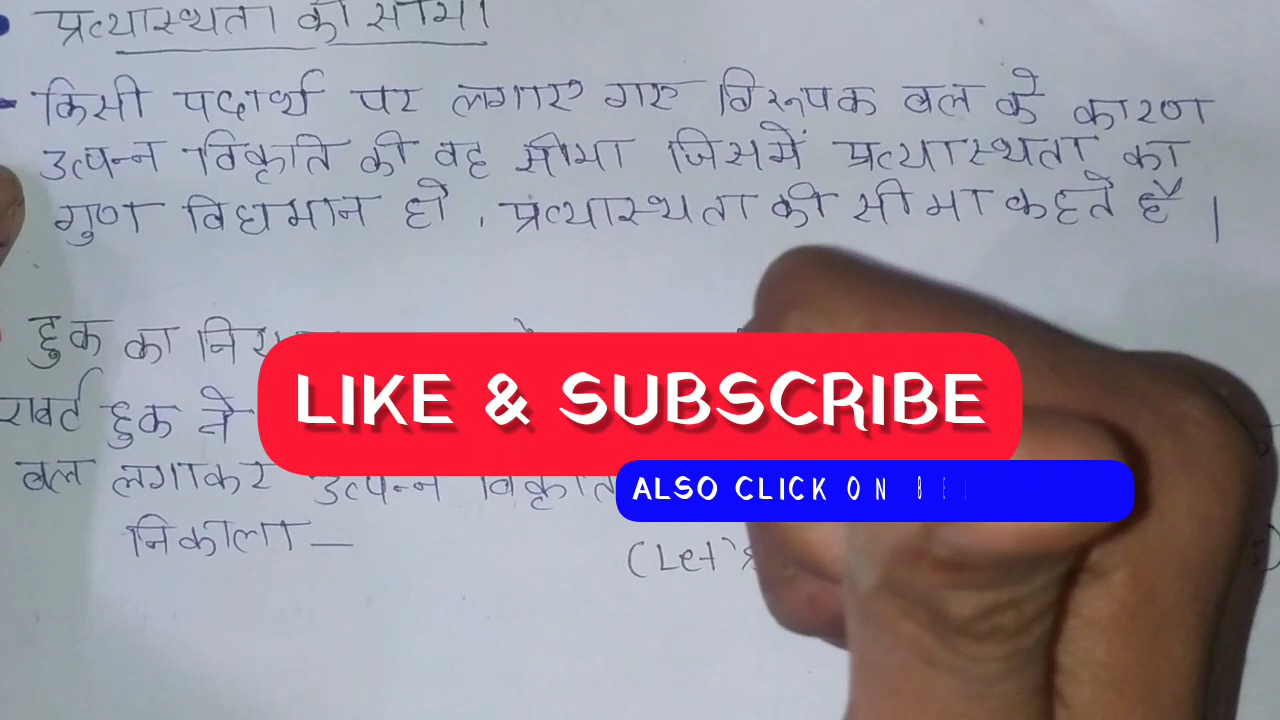 प्रत्यास्थता की सीमा
किसी पदार्थ पर लगाए गए विरूपक बल के कारण
उत्पन्न विकृति की वह सीमा जिसमें प्रत्यास्थता का
गुण विद्यमान हो, प्रत्यास्थता की सीमा कहते हैं।
हुक का
राबर्ट हुक ने
LIKE & SUBSCRIBE
बल लगाकर उत्पन्न विकृति
ALSO CLICK ON
निकाला —
(Let's